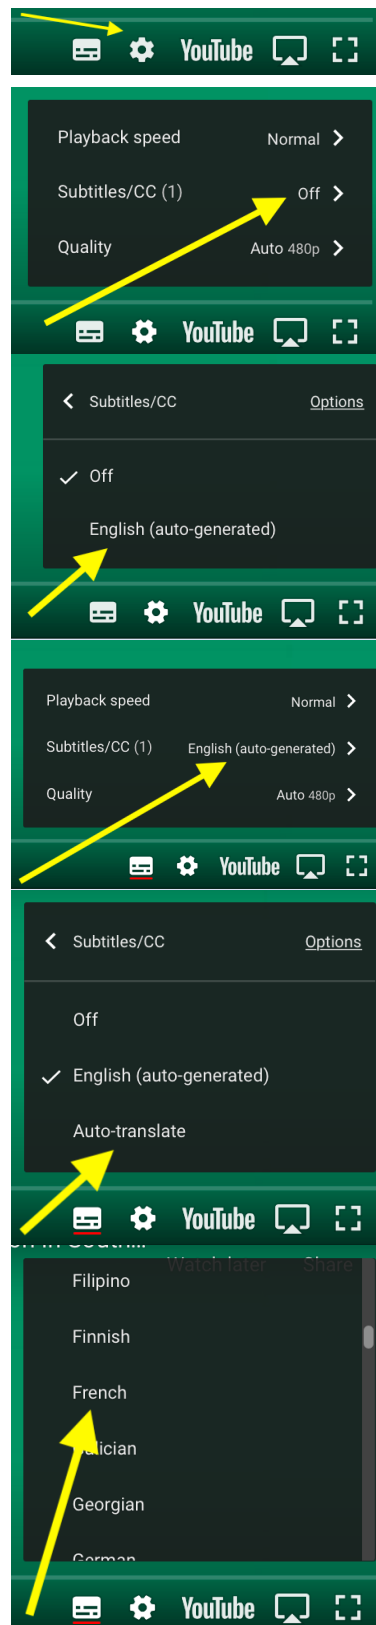 YouTube
Playback speed Normal
Subtitles/CC (1) Off
Quality Auto 480p
YouTube
Subtitles/CC Options
Off
English (auto-generated)
YouTube
Playback speed Normal
Subtitles/CC (1) English (auto-generated)
Quality Auto 480p
YouTube
Subtitles/CC Options
Off
English (auto-generated)
Auto-translate
YouTube
Watch later Share
Filipino
Finnish
French
Georgian
German
YouTube